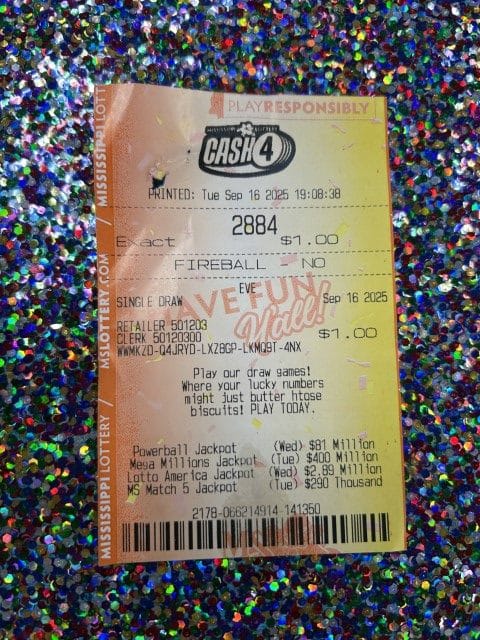 PLAYRESPONSIBLY
MISSISSIPPI LOTTERY
CASH 4
PRINTED: Tue Sep 16 2025 19:08:38
2884
Exact $1.00
FIREBALL - NO
HAVE FUN,
Y'all!
EVE
SINGLE DRAW Sep 16 2025
RETAILER 501203
CLERK 50120300 $1.00
WWMKZD-Q4JRYD-LXZ8GP-LKMQ9T-4NX
Play our draw games!
Where your lucky numbers
might just butter htose
biscuits! PLAY TODAY.
Powerball Jackpot (Wed) $81 Million
Mega Millions Jackpot (Tue) $400 Million
Lotto America Jackpot (Wed) $2.89 Million
MS Match 5 Jackpot (Tue) $290 Thousand
2178-066214914-141350
MISSISSIPPI LOTTERY / MSLOTTERY.COM / MISSISSIPPI LOTT